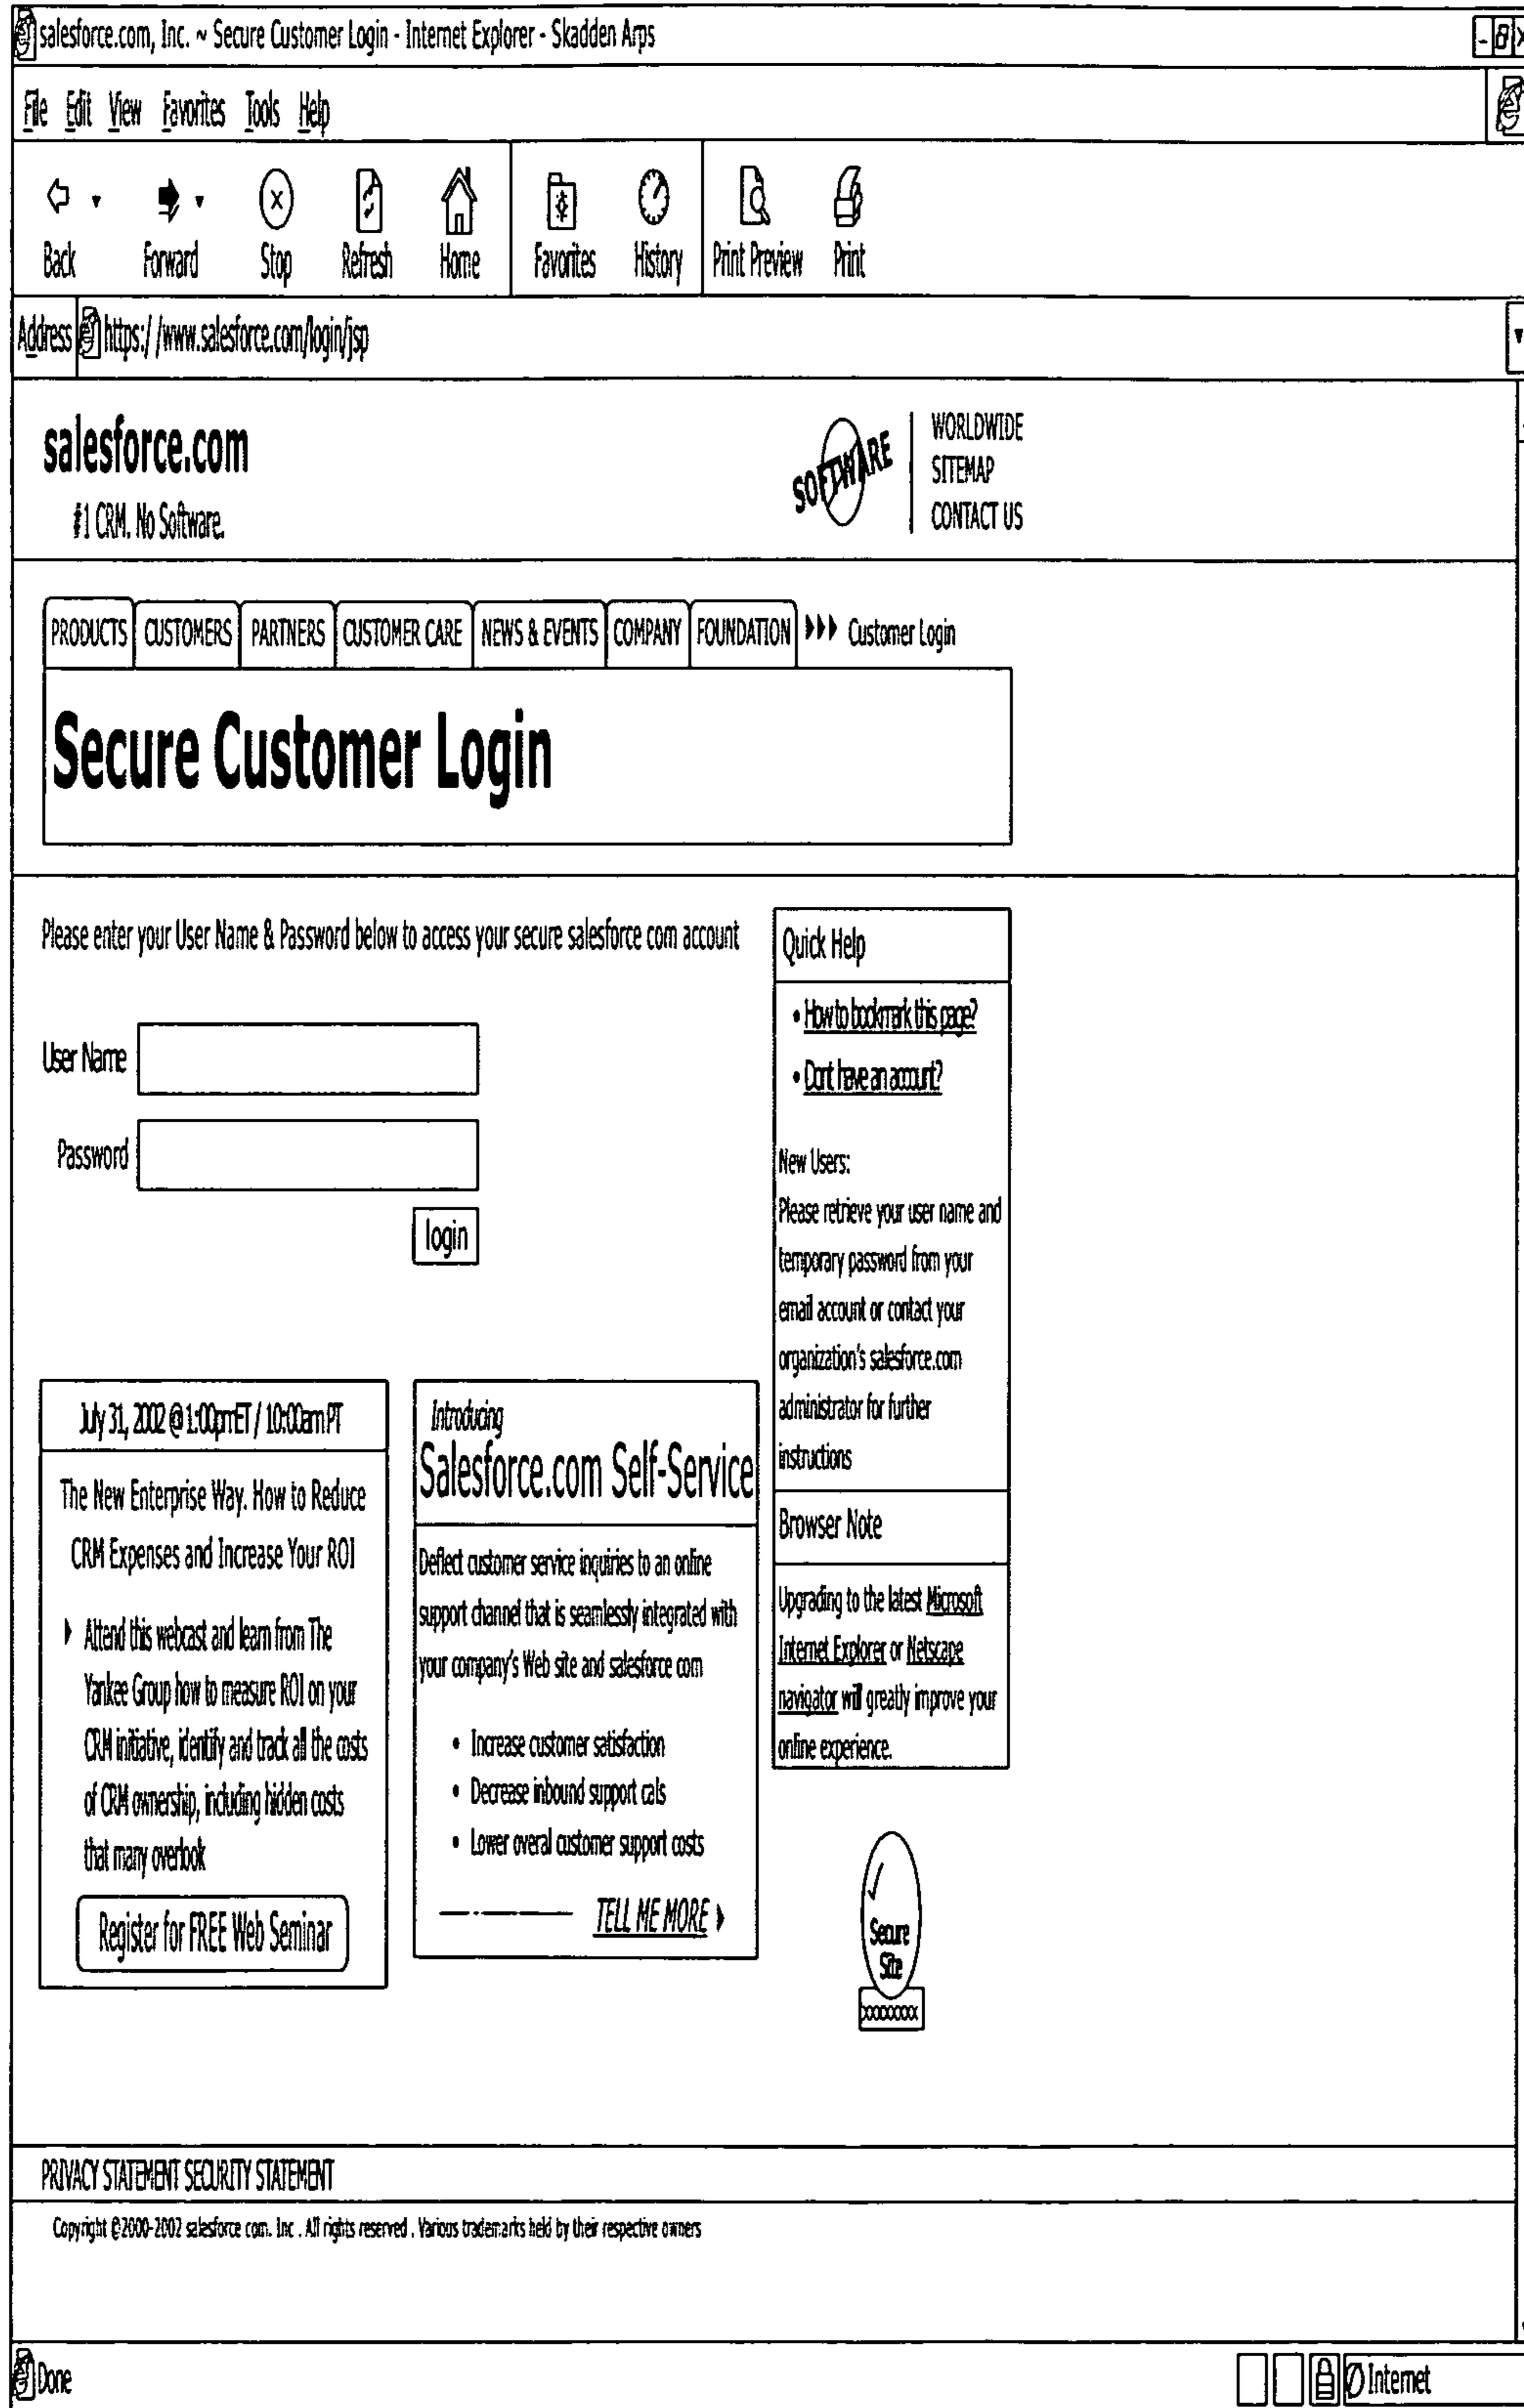 salesforce.com, Inc. ~ Secure Customer Login - Internet Explorer - Skadden Arps
File Edit View Favorites Tools Help
Back Forward Stop Refresh Home Favorites History Print Preview Print
Address https://www.salesforce.com/login/jsp
salesforce.com
#1 CRM. No Software.
SOFTWARE
WORLDWIDE
SITEMAP
CONTACT US
PRODUCTS CUSTOMERS PARTNERS CUSTOMER CARE NEWS & EVENTS COMPANY FOUNDATION Customer Login
Secure Customer Login
Please enter your User Name & Password below to access your secure salesforce com account
User Name
Password
login
Quick Help
• How to bookmark this page?
• Dont have an account?
New Users:
Please retrieve your user name and
temporary password from your
email account or contact your
organization's salesforce.com
administrator for further
instructions
Browser Note
Upgrading to the latest Microsoft
Internet Explorer or Netscape
navigator will greatly improve your
online experience.
July 31, 2002 @ 1:00pm ET / 10:00am PT
The New Enterprise Way. How to Reduce
CRM Expenses and Increase Your ROI
Attend this webcast and learn from The
Yankee Group how to measure ROI on your
CRM initiative, identify and track all the costs
of CRM ownership, including hidden costs
that many overlook
Register for FREE Web Seminar
Introducing
Salesforce.com Self-Service
Deflect customer service inquiries to an online
support channel that is seamlessly integrated with
your company's Web site and salesforce com
• Increase customer satisfaction
• Decrease inbound support cals
• Lower overal customer support costs
TELL ME MORE
Secure
Site
xxxxxxxx
PRIVACY STATEMENT SECURITY STATEMENT
Copyright ©2000-2002 salesforce com. Inc . All rights reserved . Various trademarks held by their respective owners
Done
Internet